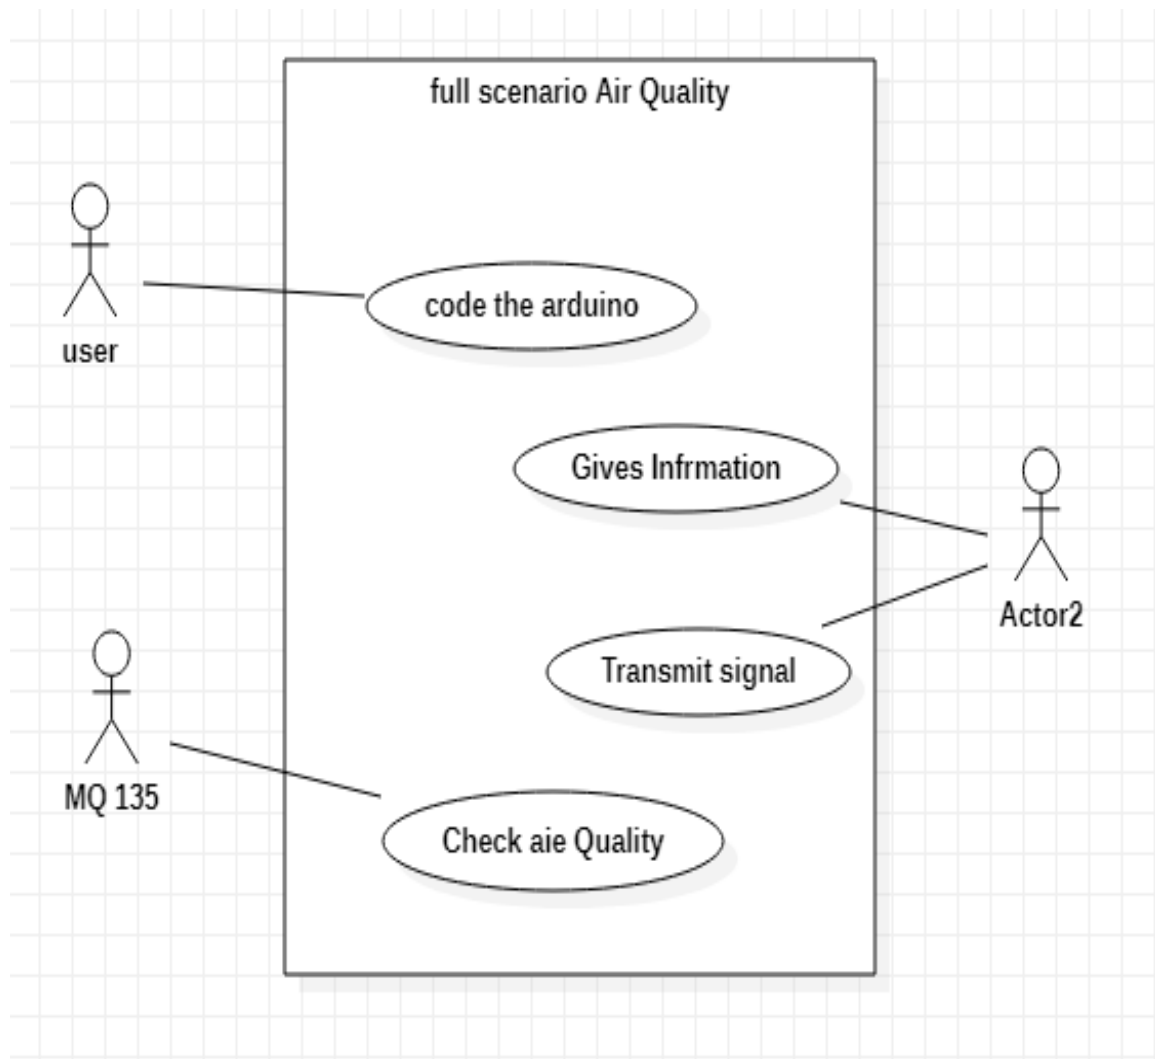 full scenario Air Quality
user
code the arduino
Gives Infrmation
Actor2
Transmit signal
MQ 135
Check aie Quality